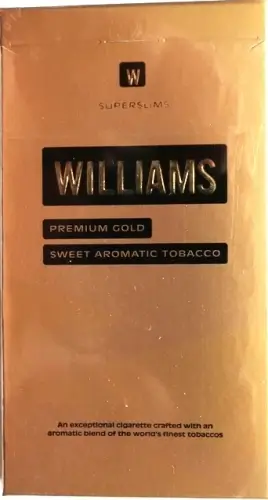 W
SUPERSLIMS
WILLIAMS
PREMIUM GOLD
SWEET AROMATIC TOBACCO
An exceptional cigarette crafted with an
aromatic blend of the world's finest tobaccos